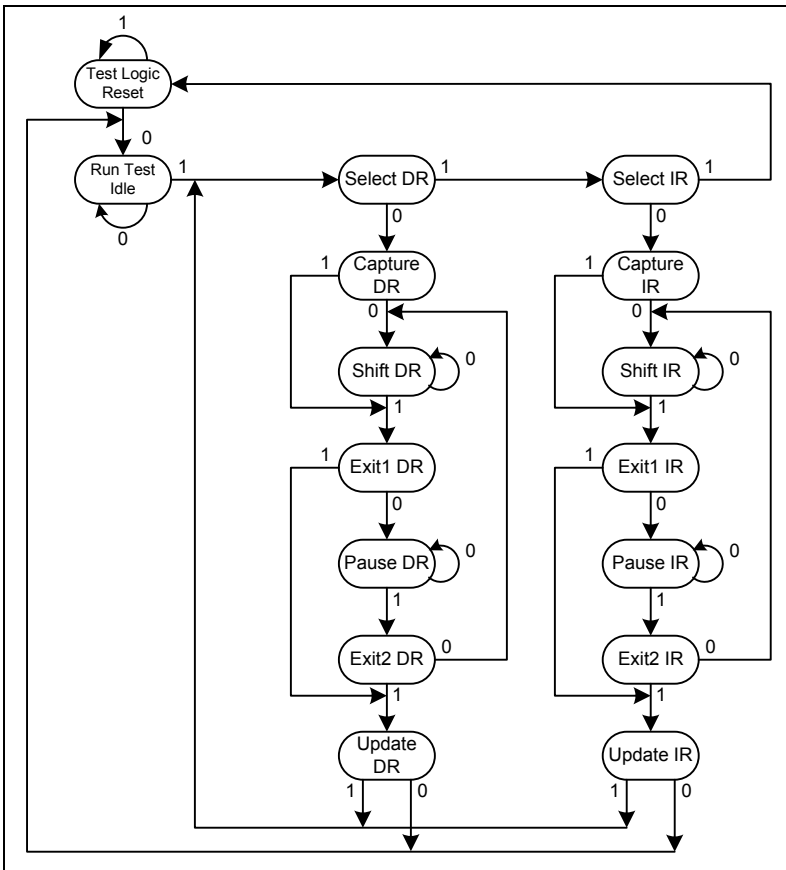 1
Test Logic
Reset
0
Run Test
Idle
1
0
Select DR
1
Select IR
1
0
0
Capture
DR
1
0
Capture
IR
1
0
Shift DR
0
1
Shift IR
0
1
Exit1 DR
1
0
Exit1 IR
1
0
Pause DR
0
1
Pause IR
0
1
Exit2 DR
0
1
Exit2 IR
0
1
Update
DR
1
0
Update IR
1
0